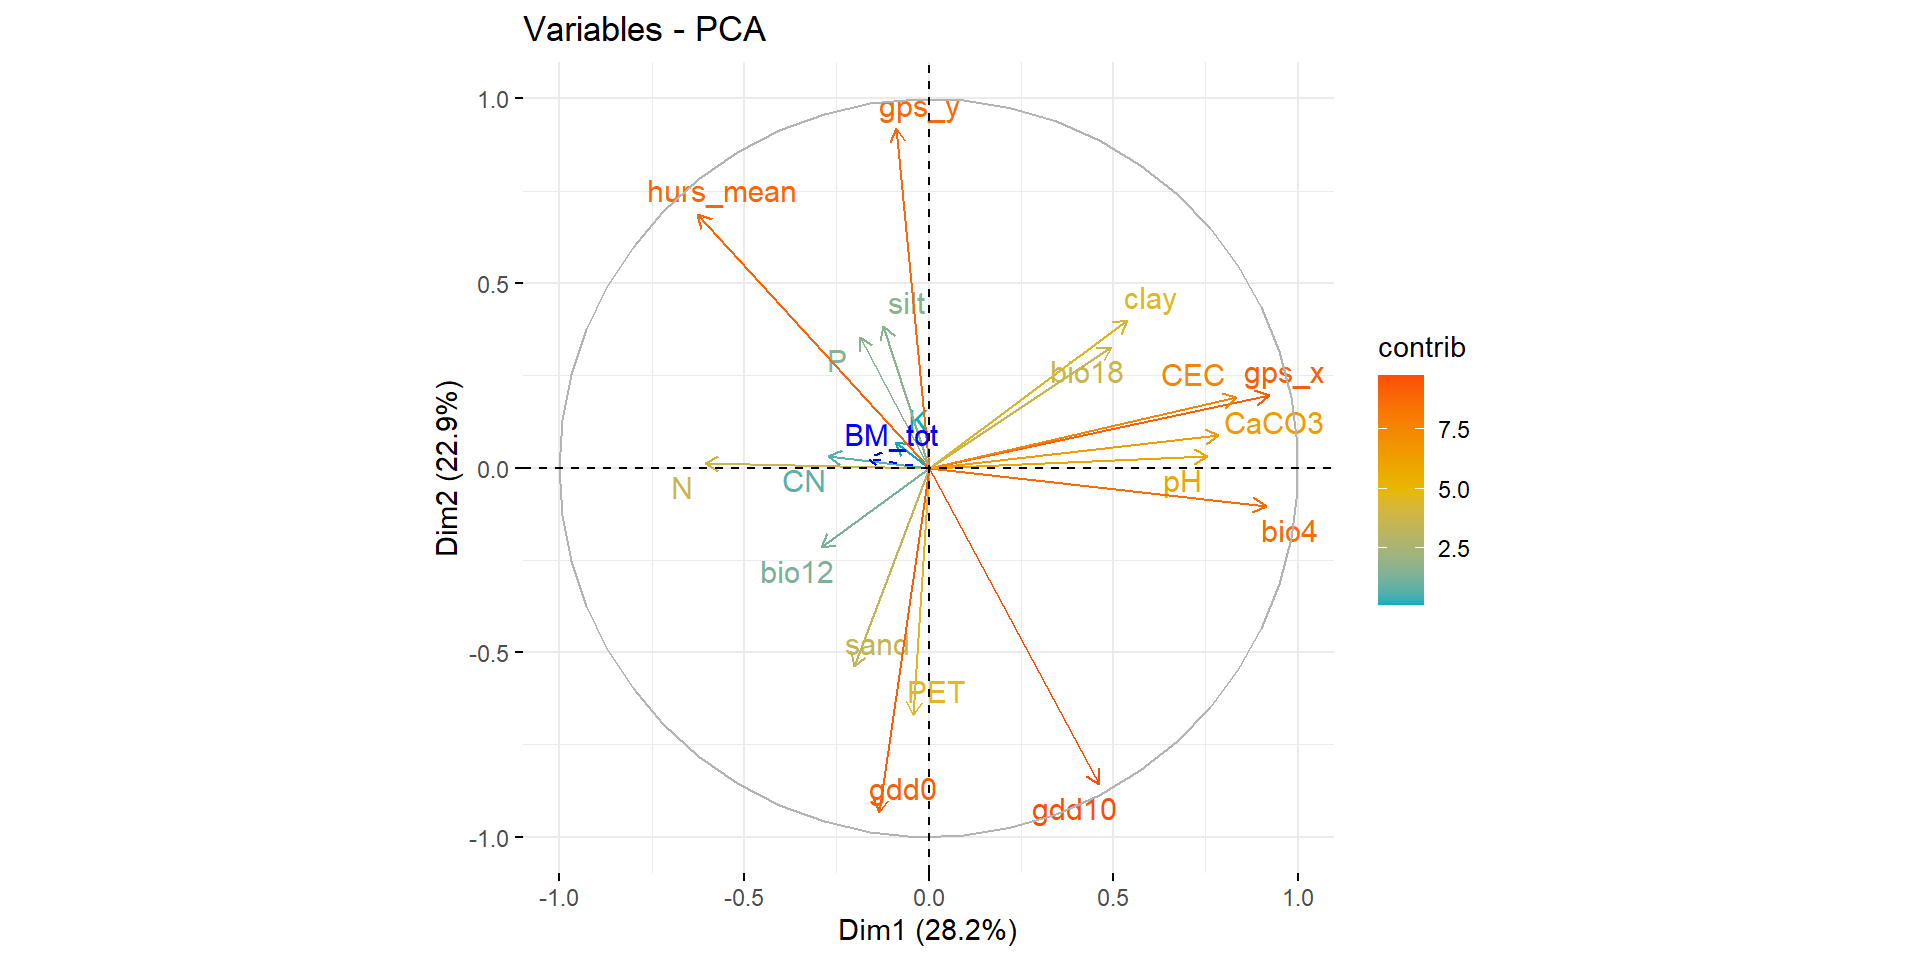 Variables - PCA
1.0
0.5
0.0
-0.5
-1.0
Dim2 (22.9%)
gps_y
hurs_mean
silt
clay
P
bio18
CEC
gps_x
K
CaCO3
BM_tot
N
CN
pH
bio4
bio12
sand
PET
gdd0
gdd10
-1.0
-0.5
0.0
0.5
1.0
Dim1 (28.2%)
contrib
7.5
5.0
2.5